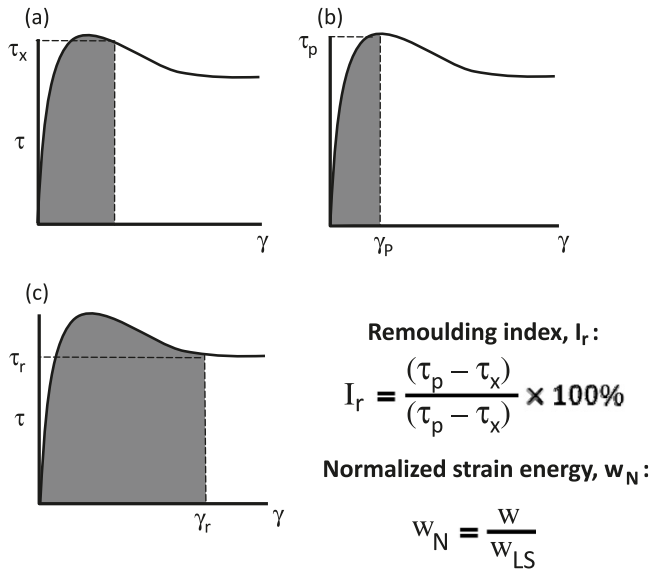 (a)
τx
τ
γ
(b)
τp
γP
γ
(c)
τr
τ
γr
γ
Remoulding index, Ir:
Ir = (τp − τx) / (τp − τx) × 100%
Normalized strain energy, wN:
wN = w / wLS